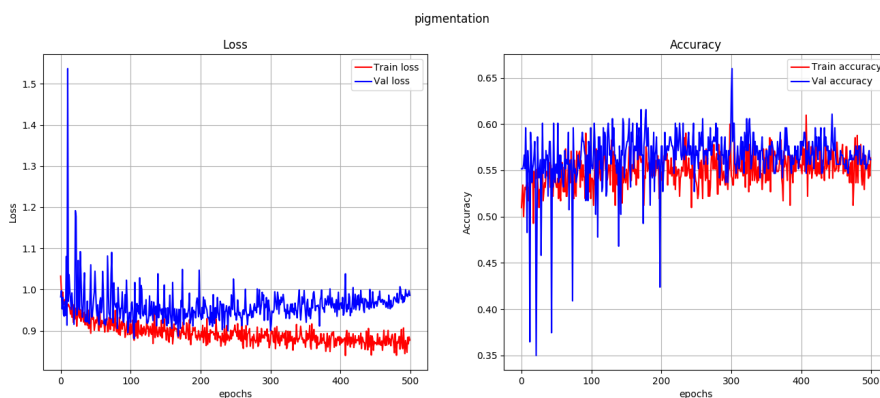 pigmentation
Loss
Train loss
Val loss
1.5
1.4
1.3
1.2
1.1
1.0
0.9
Loss
0
100
200
300
400
500
epochs
Accuracy
Train accuracy
Val accuracy
0.65
0.60
0.55
0.50
0.45
0.40
0.35
Accuracy
0
100
200
300
400
500
epochs